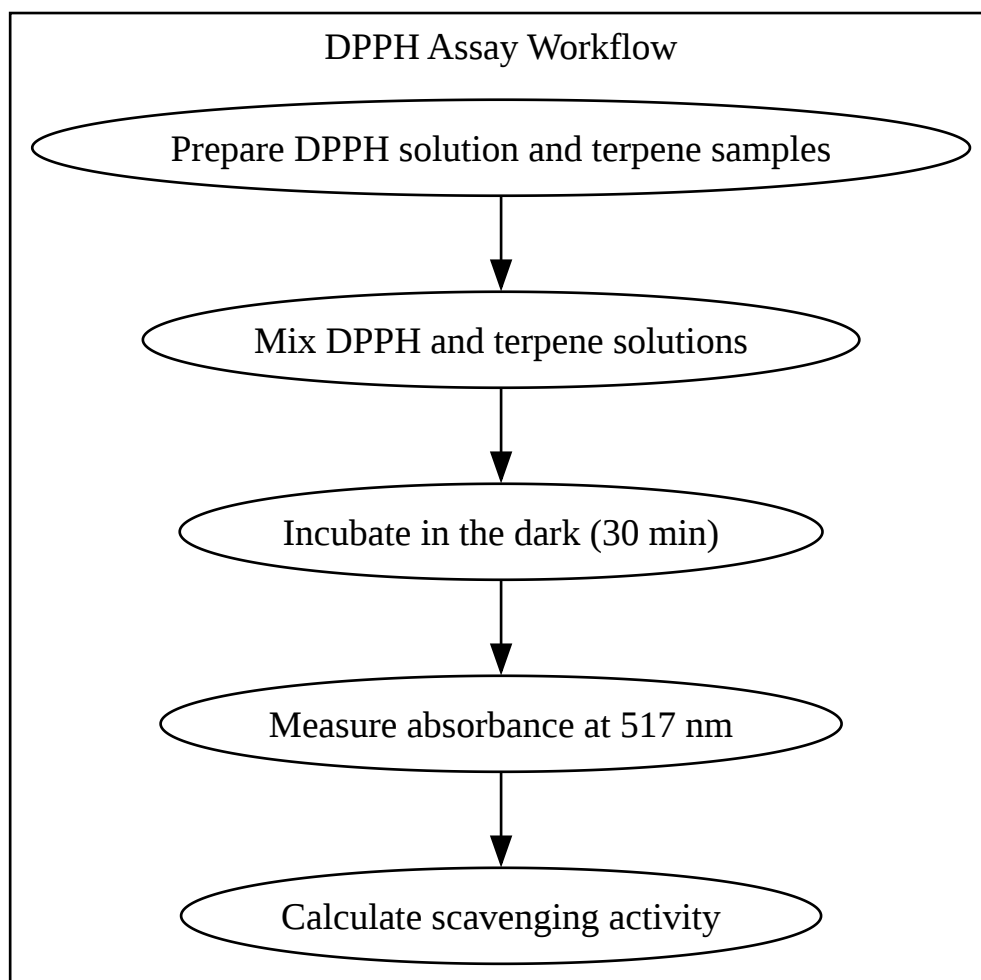 DPPH Assay Workflow
Prepare DPPH solution and terpene samples
Mix DPPH and terpene solutions
Incubate in the dark (30 min)
Measure absorbance at 517 nm
Calculate scavenging activity